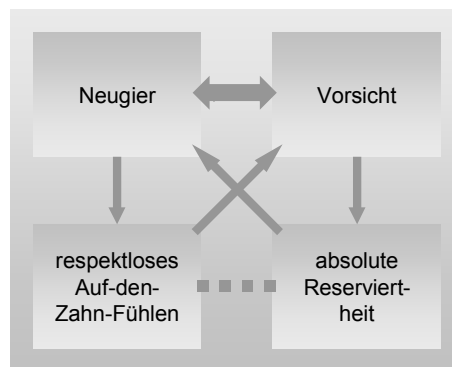 Neugier
Vorsicht
respektloses
Auf-den-
Zahn-Fühlen
absolute
Reserviert-
heit